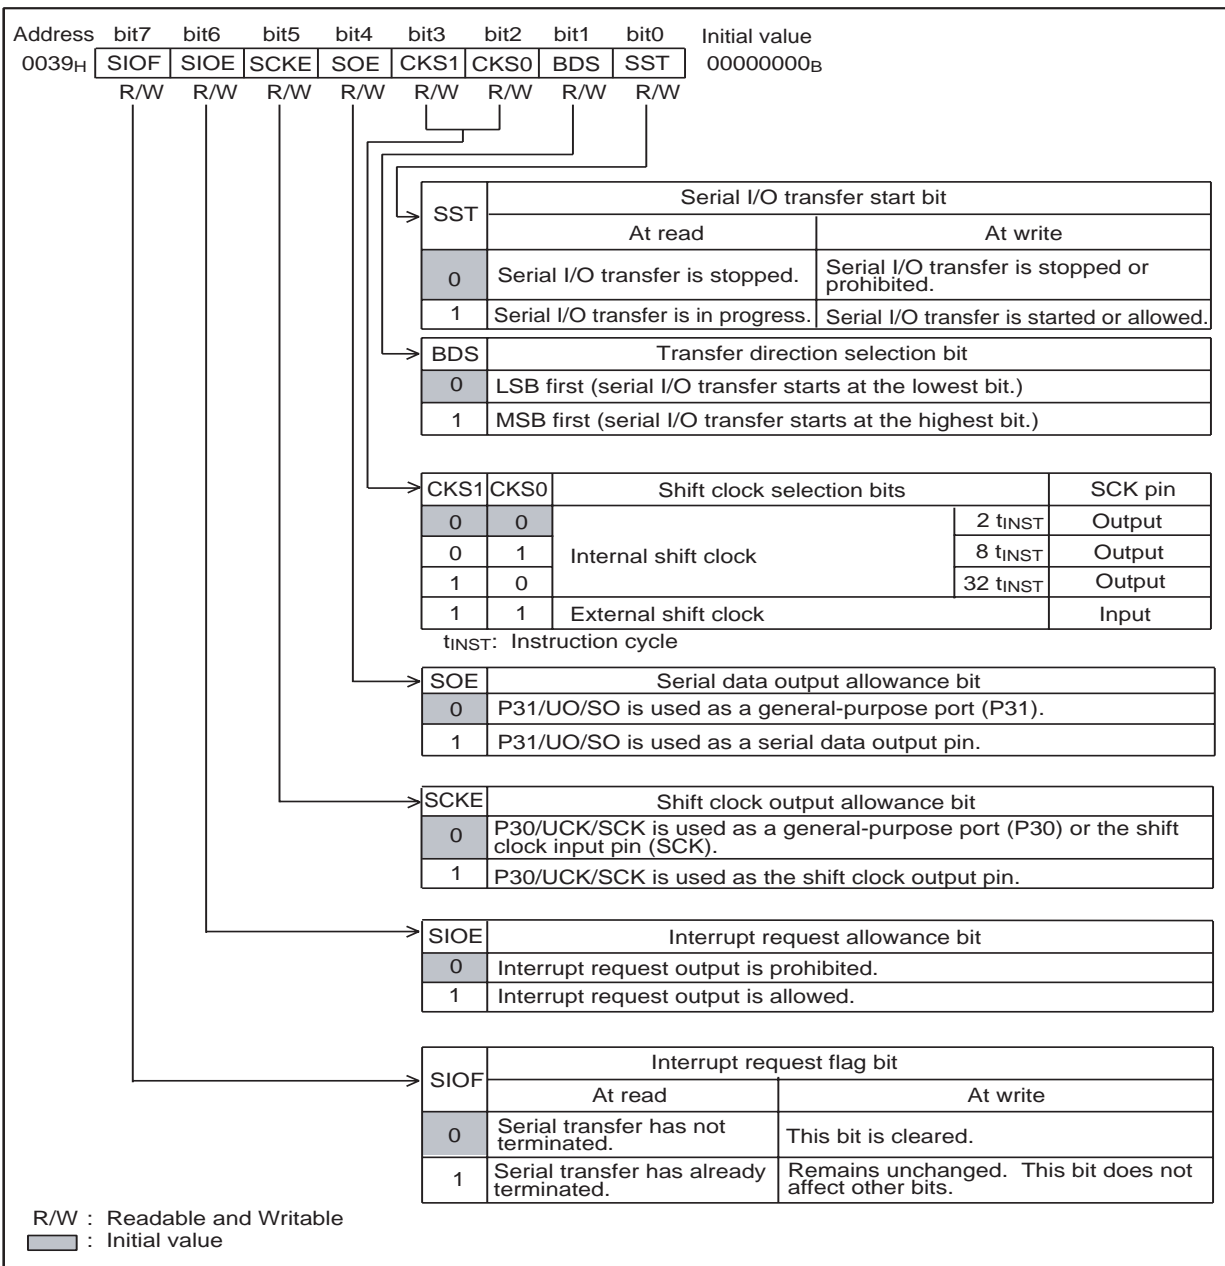 Address bit7 bit6 bit5 bit4 bit3 bit2 bit1 bit0 Initial value
0039H SIOF SIOE SCKE SOE CKS1 CKS0 BDS SST 00000000B
R/W R/W R/W R/W R/W R/W R/W R/W
SST Serial I/O transfer start bit
At read At write
0 Serial I/O transfer is stopped. Serial I/O transfer is stopped or
prohibited.
1 Serial I/O transfer is in progress. Serial I/O transfer is started or allowed.
BDS Transfer direction selection bit
0 LSB first (serial I/O transfer starts at the lowest bit.)
1 MSB first (serial I/O transfer starts at the highest bit.)
CKS1 CKS0 Shift clock selection bits SCK pin
0 0 2 tINST Output
0 1 Internal shift clock 8 tINST Output
1 0 32 tINST Output
1 1 External shift clock Input
tINST: Instruction cycle
SOE Serial data output allowance bit
0 P31/UO/SO is used as a general-purpose port (P31).
1 P31/UO/SO is used as a serial data output pin.
SCKE Shift clock output allowance bit
0 P30/UCK/SCK is used as a general-purpose port (P30) or the shift
clock input pin (SCK).
1 P30/UCK/SCK is used as the shift clock output pin.
SIOE Interrupt request allowance bit
0 Interrupt request output is prohibited.
1 Interrupt request output is allowed.
SIOF Interrupt request flag bit
At read At write
0 Serial transfer has not
terminated. This bit is cleared.
1 Serial transfer has already
terminated. Remains unchanged. This bit does not
affect other bits.
R/W : Readable and Writable
: Initial value